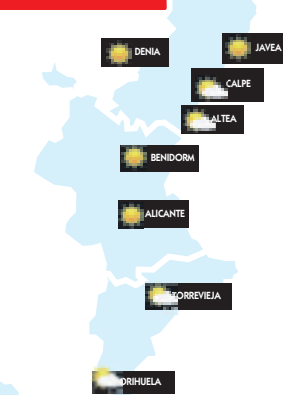 DENIA
JAVEA
CALPE
ALTEA
BENIDORM
ALICANTE
TORREVIEJA
ORIHUELA